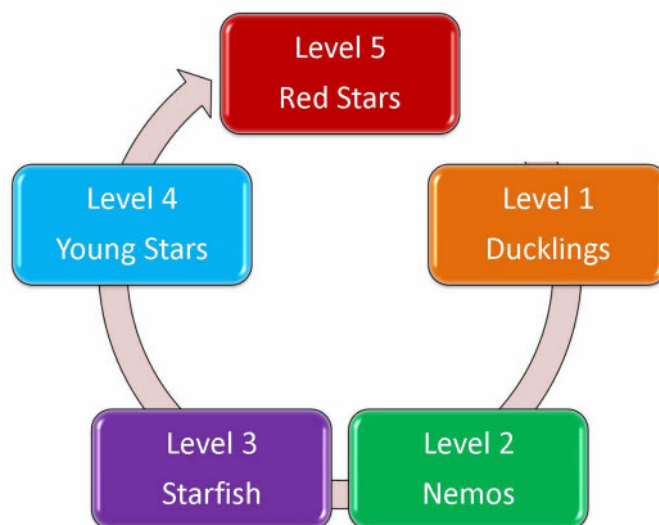 Level 5
Red Stars
Level 4
Young Stars
Level 1
Ducklings
Level 3
Starfish
Level 2
Nemos